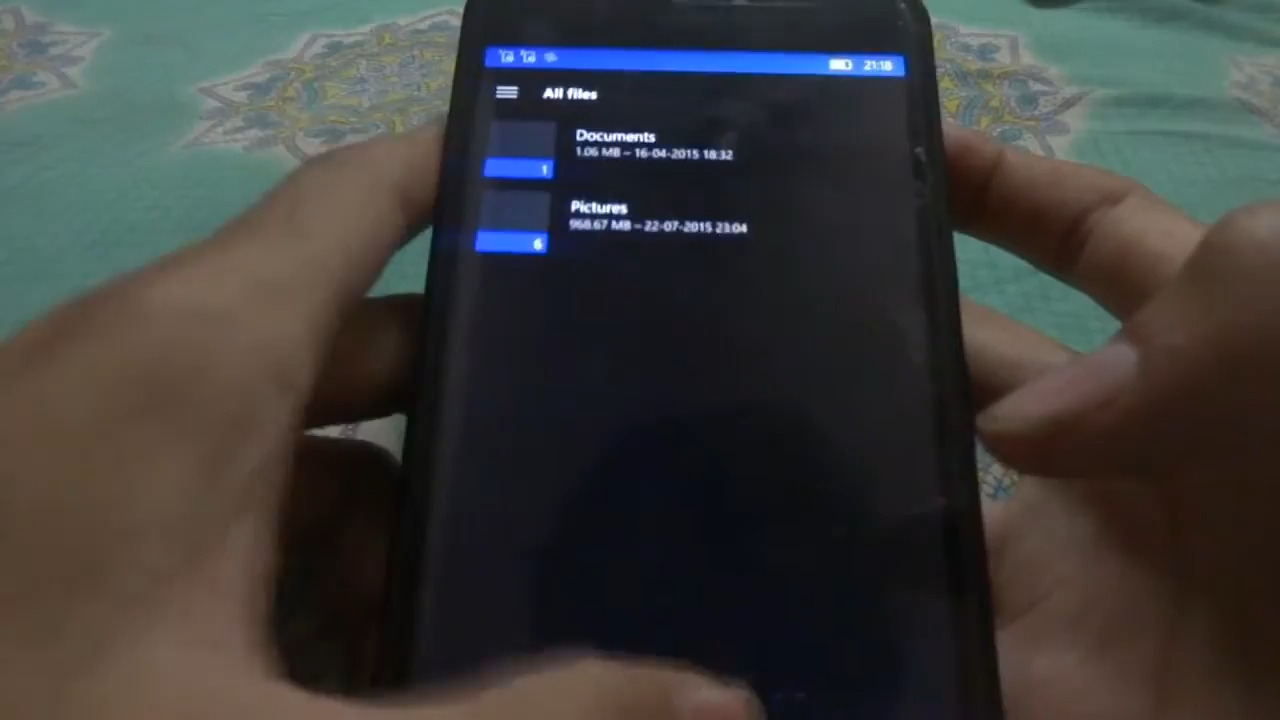 21:18
All files
Documents
1.06 MB – 16-04-2015 18:32
1
Pictures
968.67 MB – 22-07-2015 23:04
6